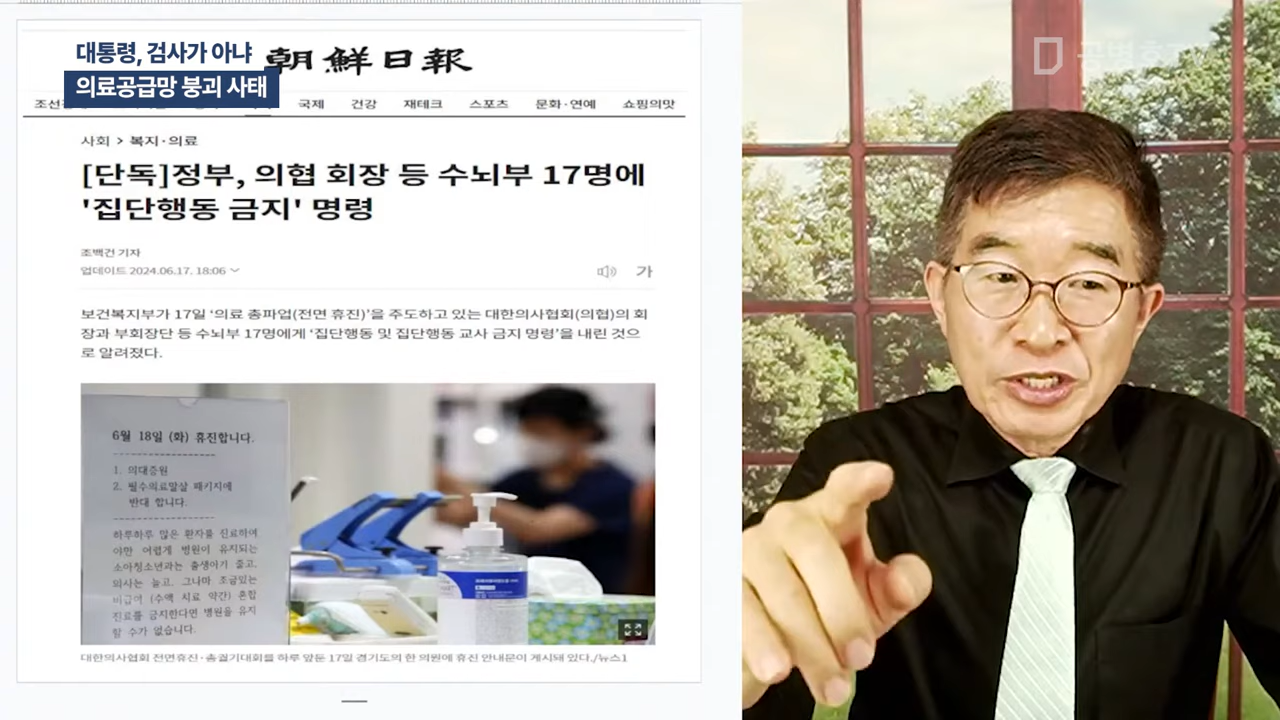 대통령, 검사가 아냐
의료공급망 붕괴 사태
朝鮮日報
국제 건강 재테크 스포츠 문화·연예 쇼핑의맛
사회 > 복지·의료
[단독]정부, 의협 회장 등 수뇌부 17명에
'집단행동 금지' 명령
조백건 기자
업데이트 2024.06.17. 18:06
가
보건복지부가 17일 '의료 총파업(전면 휴진)'을 주도하고 있는 대한의사협회(의협)의 회
장과 부회장단 등 수뇌부 17명에게 '집단행동 및 집단행동 교사 금지 명령'을 내린 것으
로 알려졌다.
6월 18일 (화) 휴진합니다.
1. 의대증원
2. 필수의료말살 패키지에
반대 합니다.
하루하루 많은 환자를 진료하여
야만 어렵게 병원이 유지되는
소아청소년과는 출생아가 줄고,
의사는 늘고, 그나마 조금있는
비급여 (수액 치료 약간) 혼합
진료를 금지한다면 병원을 유지
할 수가 없습니다.
대한의사협회 전면휴진·총궐기대회를 하루 앞둔 17일 경기도의 한 의원에 휴진 안내문이 게시돼 있다./뉴스1